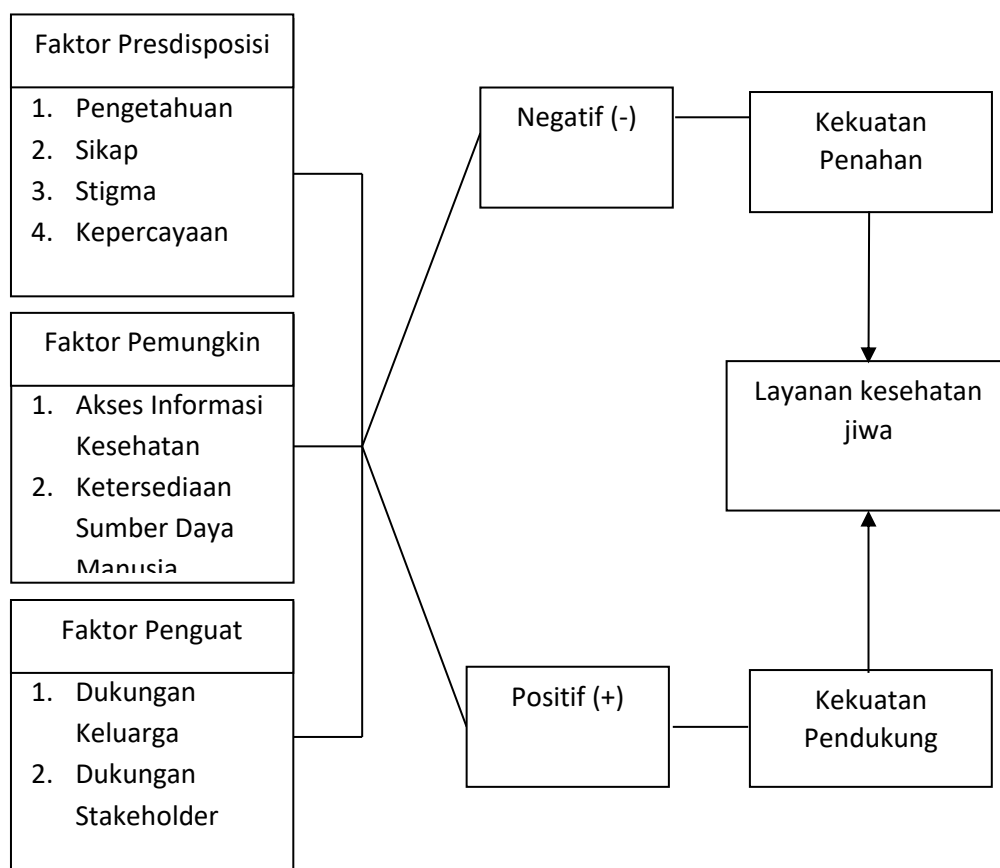 Faktor Presdisposisi
1. Pengetahuan
2. Sikap
3. Stigma
4. Kepercayaan
Faktor Pemungkin
1. Akses Informasi
Kesehatan
2. Ketersediaan
Sumber Daya
Manusia
Faktor Penguat
1. Dukungan
Keluarga
2. Dukungan
Stakeholder
Negatif (-)
Positif (+)
Kekuatan
Penahan
Layanan kesehatan
jiwa
Kekuatan
Pendukung